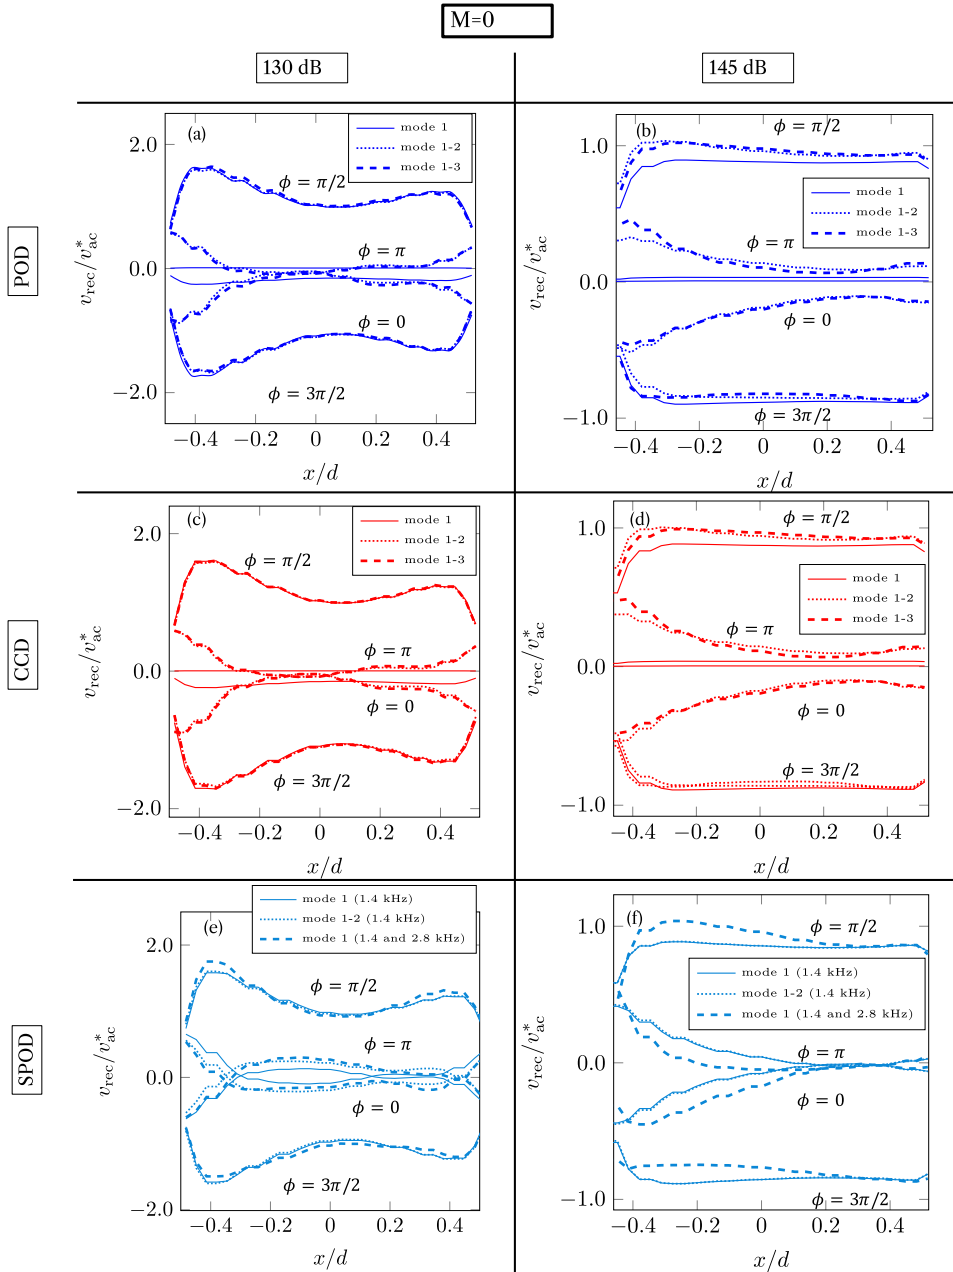 M=0
130 dB
145 dB
POD
(a)
mode 1
mode 1-2
mode 1-3
2.0
0.0
−2.0
v_rec/v*_ac
ϕ = π/2
ϕ = π
ϕ = 0
ϕ = 3π/2
−0.4 −0.2 0 0.2 0.4
x/d
(b)
ϕ = π/2
mode 1
mode 1-2
mode 1-3
1.0
0.0
−1.0
v_rec/v*_ac
ϕ = π
ϕ = 0
ϕ = 3π/2
−0.4 −0.2 0 0.2 0.4
x/d
CCD
(c)
mode 1
mode 1-2
mode 1-3
2.0
0.0
−2.0
v_rec/v*_ac
ϕ = π/2
ϕ = π
ϕ = 0
ϕ = 3π/2
−0.4 −0.2 0 0.2 0.4
x/d
(d)
ϕ = π/2
mode 1
mode 1-2
mode 1-3
1.0
0.0
−1.0
v_rec/v*_ac
ϕ = π
ϕ = 0
ϕ = 3π/2
−0.4 −0.2 0 0.2 0.4
x/d
SPOD
mode 1 (1.4 kHz)
mode 1-2 (1.4 kHz)
mode 1 (1.4 and 2.8 kHz)
(e)
2.0
0.0
−2.0
v_rec/v*_ac
ϕ = π/2
ϕ = π
ϕ = 0
ϕ = 3π/2
−0.4 −0.2 0 0.2 0.4
x/d
(f)
ϕ = π/2
mode 1 (1.4 kHz)
mode 1-2 (1.4 kHz)
mode 1 (1.4 and 2.8 kHz)
1.0
0.0
−1.0
v_rec/v*_ac
ϕ = π
ϕ = 0
ϕ = 3π/2
−0.4 −0.2 0 0.2 0.4
x/d